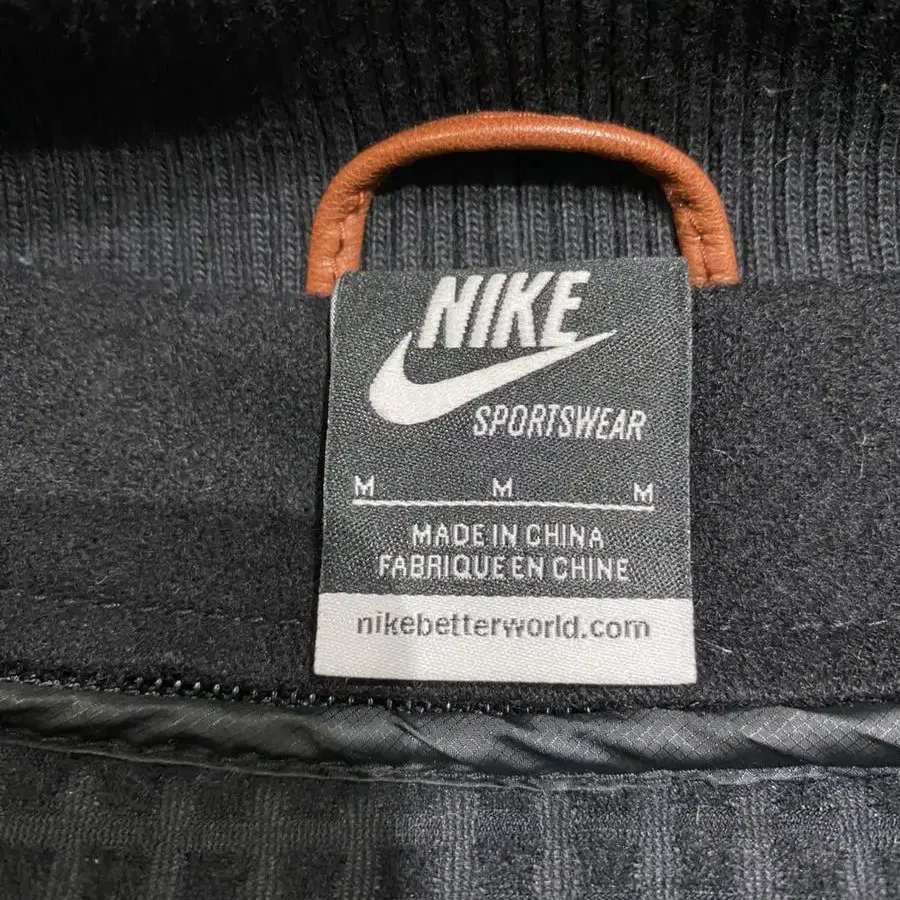 NIKE
SPORTSWEAR
M M M
MADE IN CHINA
FABRIQUE EN CHINE
nikebetterworld.com